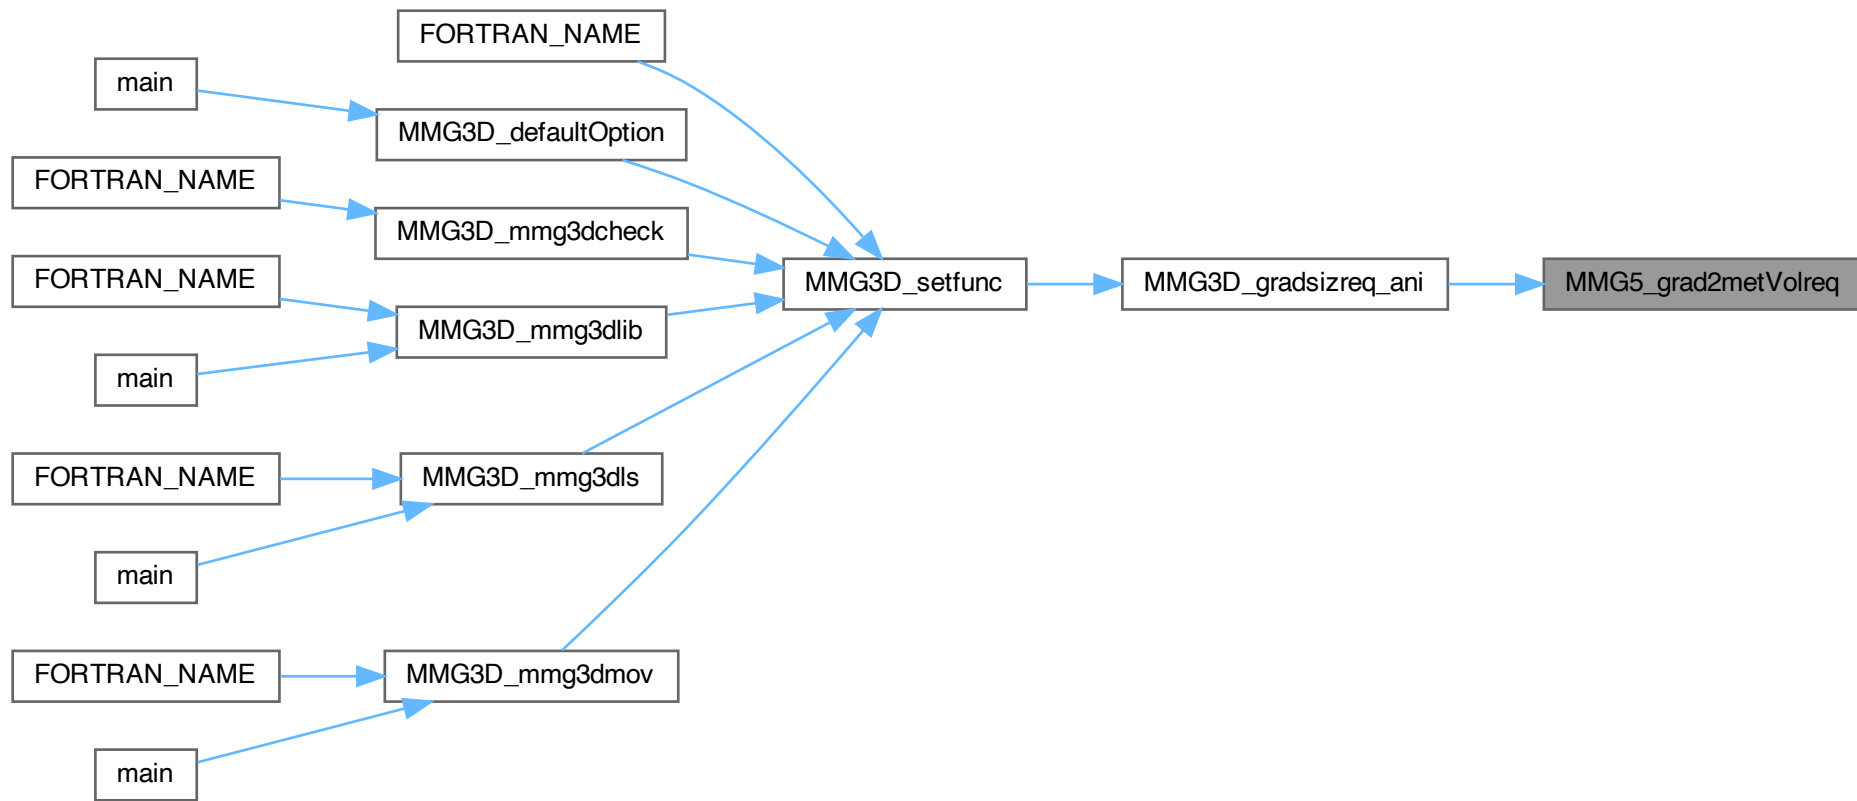 FORTRAN_NAME
main
MMG3D_defaultOption
FORTRAN_NAME
MMG3D_mmg3dcheck
FORTRAN_NAME
MMG3D_setfunc
MMG3D_gradsizreq_ani
MMG5_grad2metVolreq
MMG3D_mmg3dlib
main
FORTRAN_NAME
MMG3D_mmg3dls
main
FORTRAN_NAME
MMG3D_mmg3dmov
main